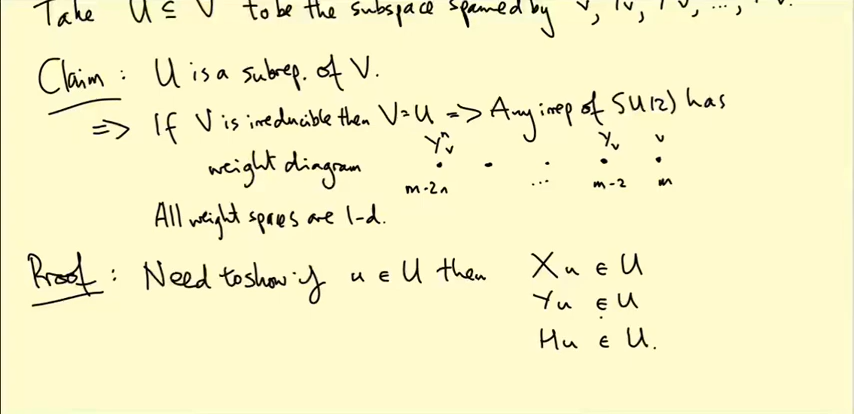 Take U ⊆ V to be the subspace spanned by v, Yv,
Claim: U is a subrep. of V.
=> If V is irreducible then V=U => Any irrep of SU(2) has
Yⁿv Yv v
weight diagram
m-2n ... m-2 m
All weight spaces are 1-d.
Proof: Need to show if u ∈ U then Xu ∈ U
Yu ∈ U
Hu ∈ U.